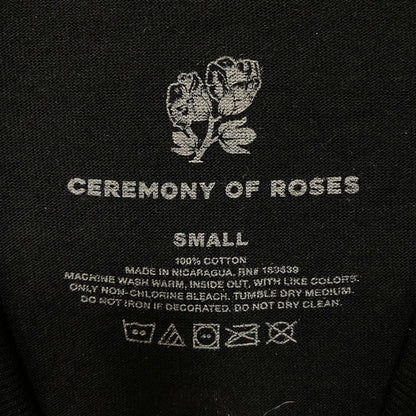 CEREMONY OF ROSES
SMALL
100% COTTON
MADE IN NICARAGUA. RN# 159539
MACHINE WASH WARM, INSIDE OUT, WITH LIKE COLORS.
ONLY NON-CHLORINE BLEACH. TUMBLE DRY MEDIUM.
DO NOT IRON IF DECORATED. DO NOT DRY CLEAN.